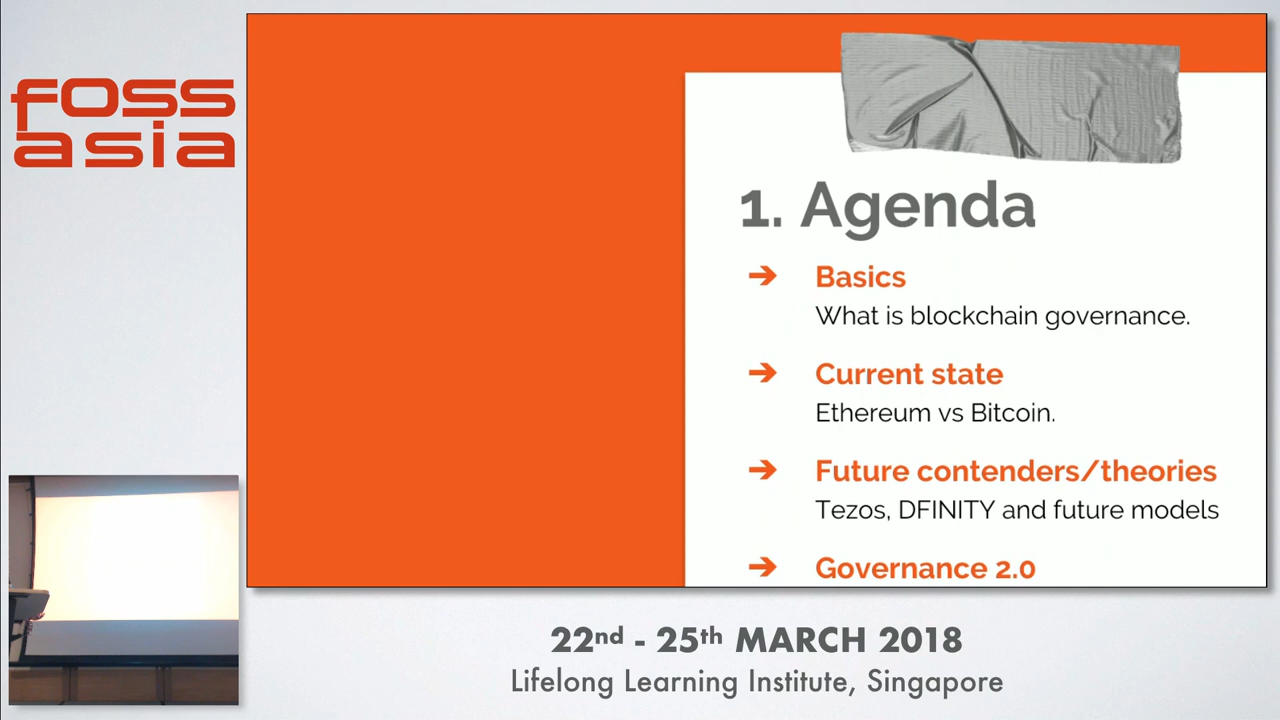 foss
asia
1. Agenda
➔ Basics
What is blockchain governance.
➔ Current state
Ethereum vs Bitcoin.
➔ Future contenders/theories
Tezos, DFINITY and future models
➔ Governance 2.0
22nd - 25th MARCH 2018
Lifelong Learning Institute, Singapore